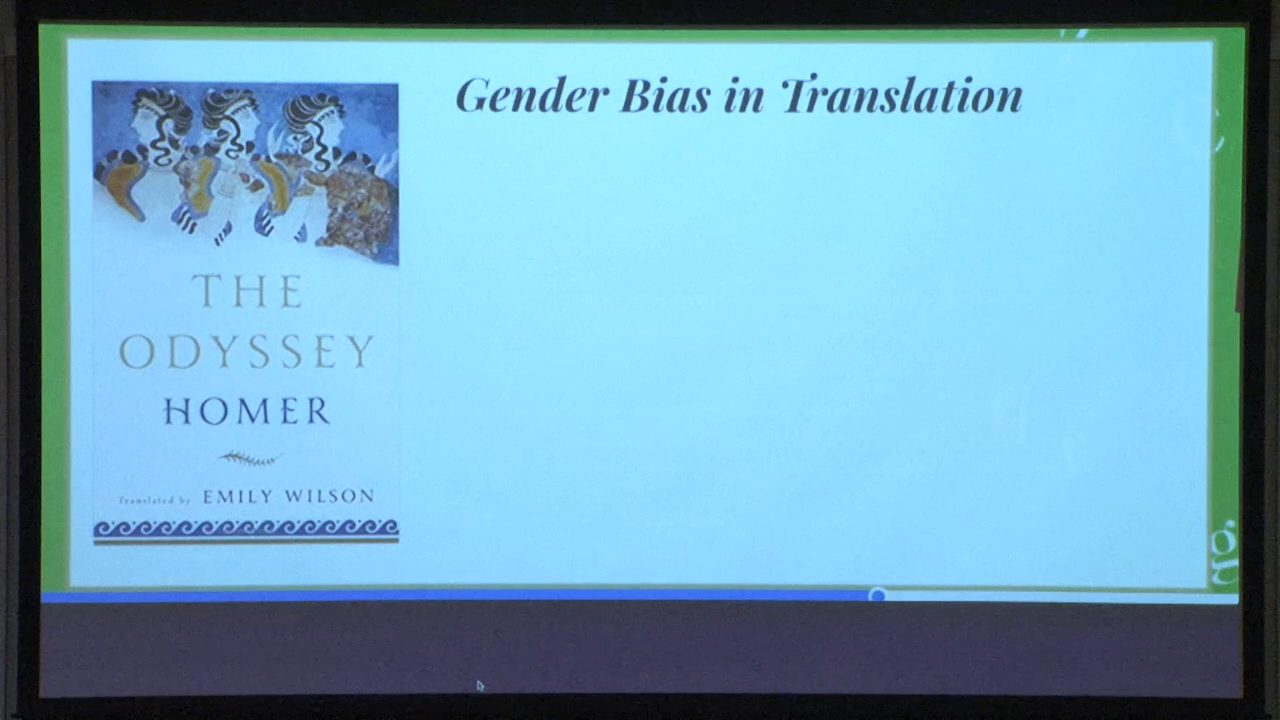 Gender Bias in Translation
THE
ODYSSEY
HOMER
Translated by EMILY WILSON
g